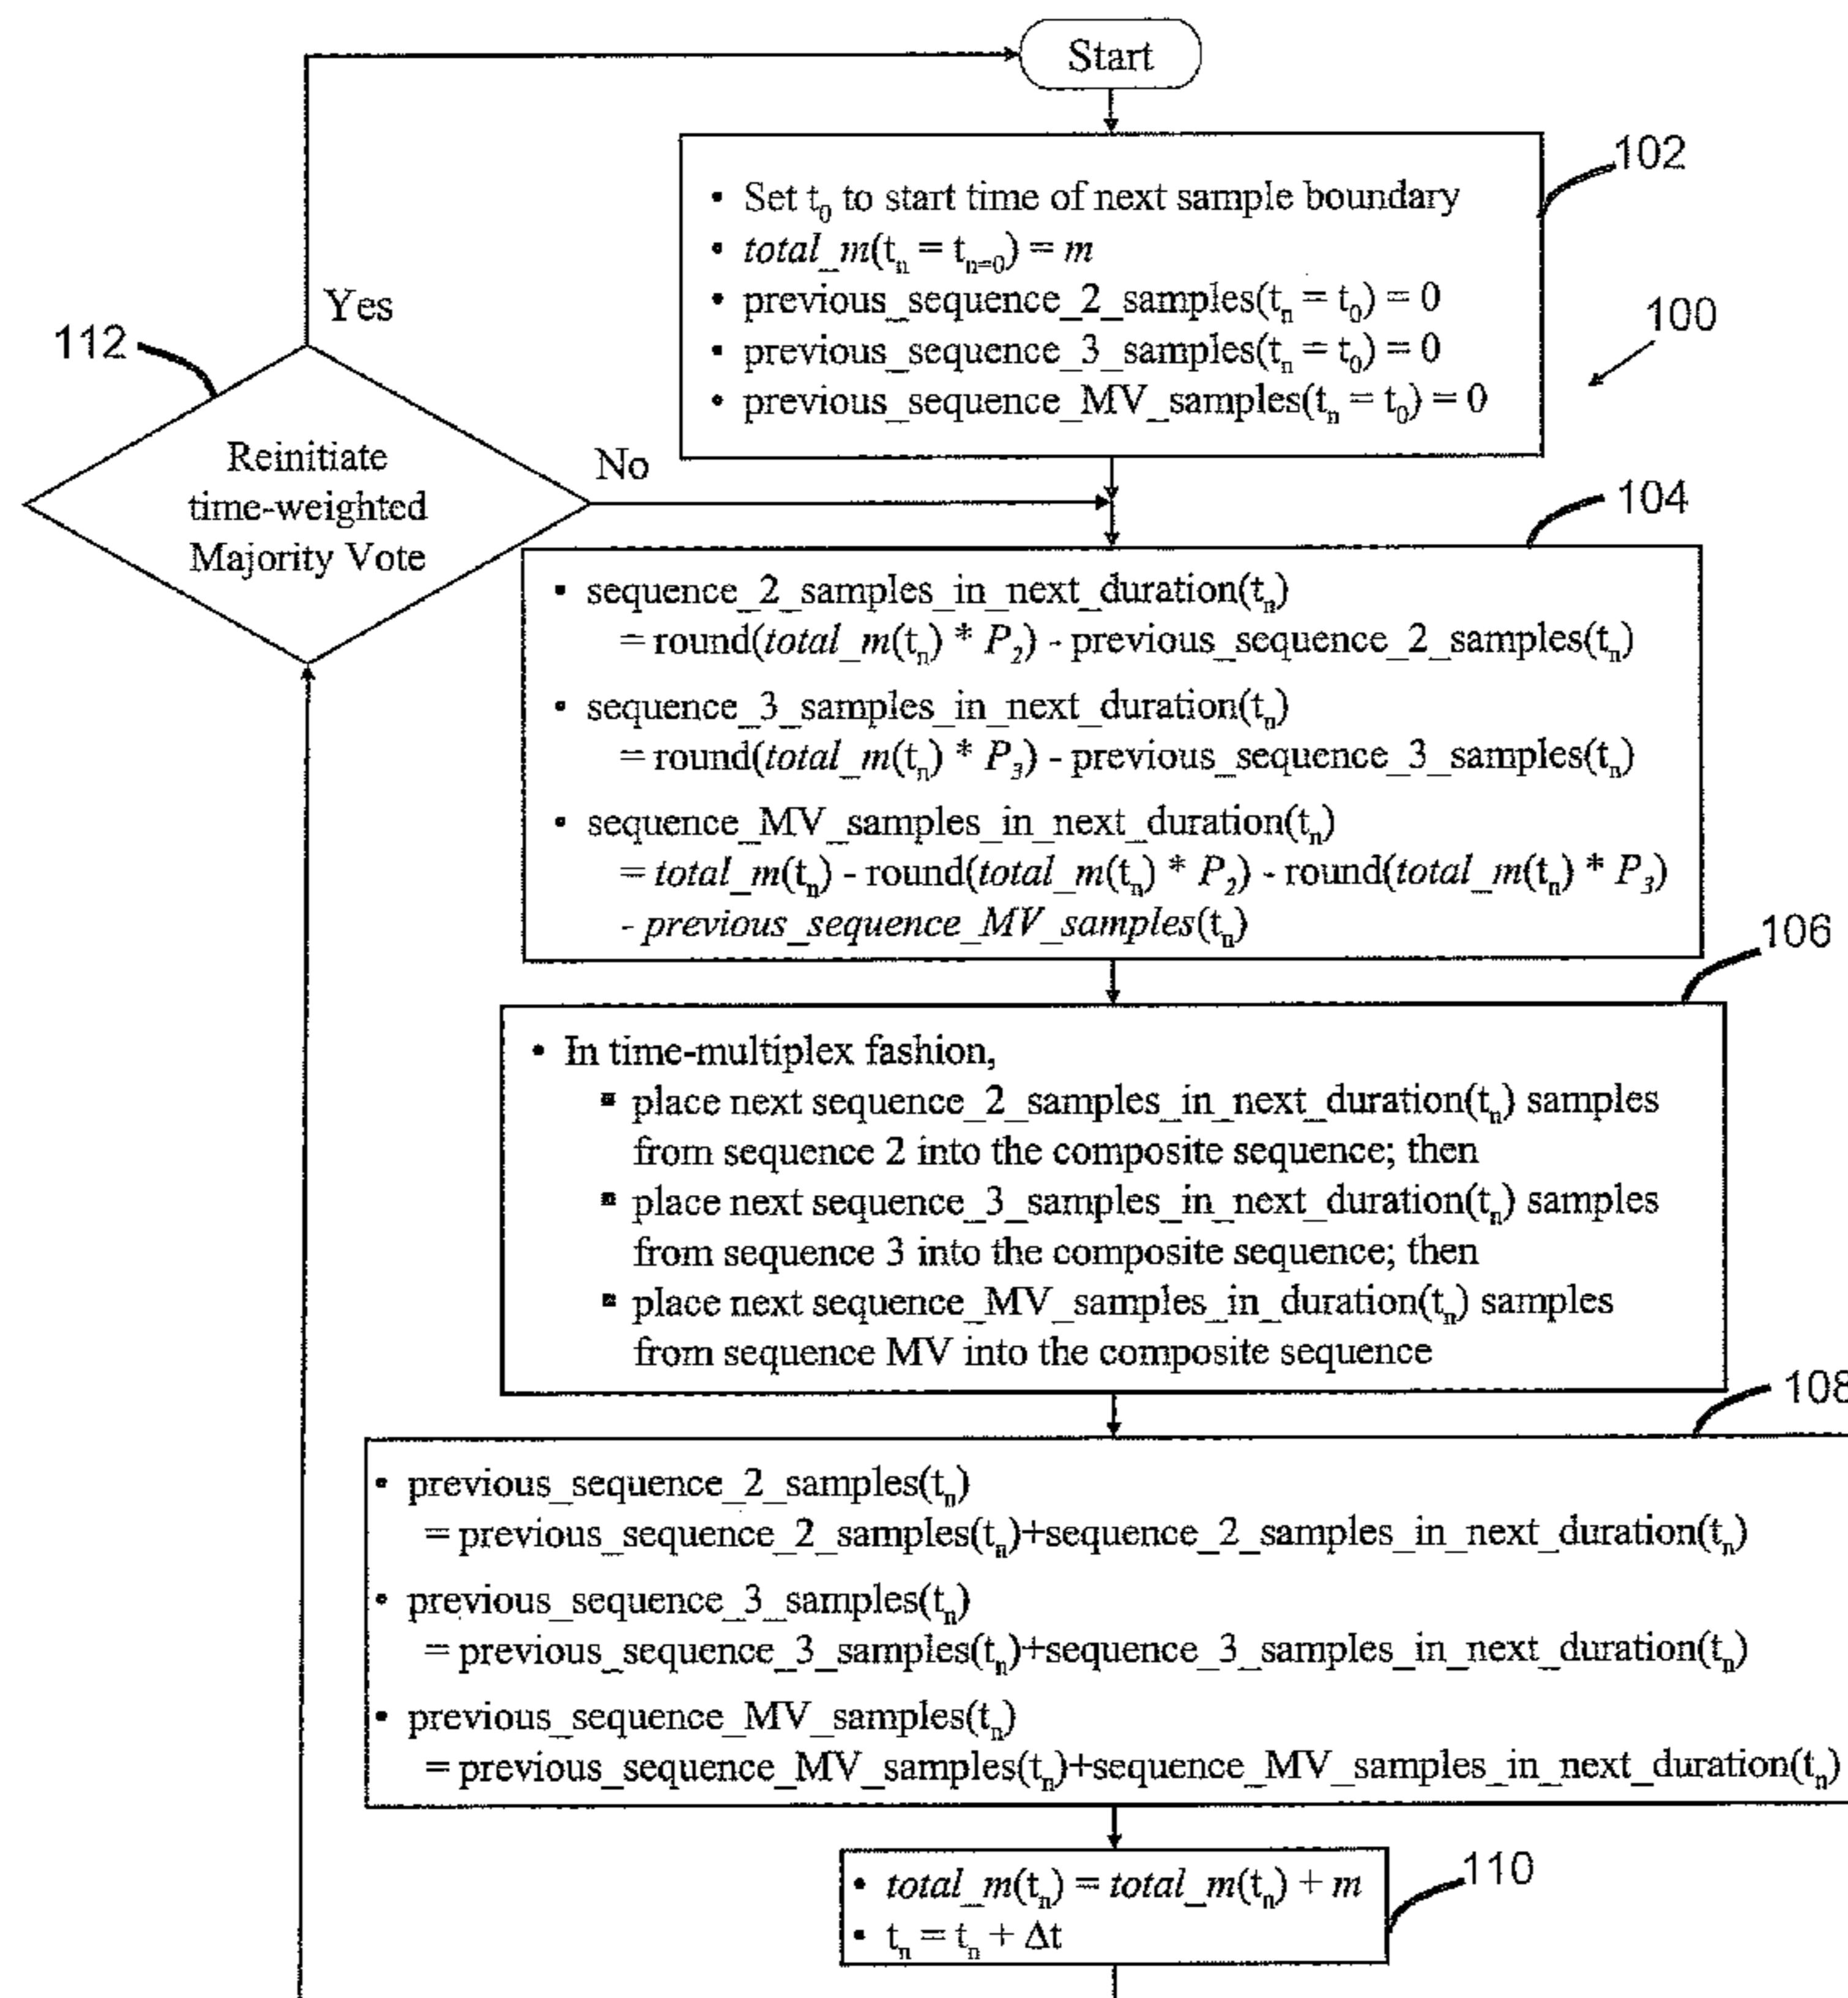 Start
102
• Set t₀ to start time of next sample boundary
• total_m(tₙ = tₙ₌₀) = m
• previous_sequence_2_samples(tₙ = t₀) = 0
• previous_sequence_3_samples(tₙ = t₀) = 0
• previous_sequence_MV_samples(tₙ = t₀) = 0
100
Yes
112
Reinitiate
time-weighted
Majority Vote
No
104
• sequence_2_samples_in_next_duration(tₙ)
= round(total_m(tₙ) * P₂) - previous_sequence_2_samples(tₙ)
• sequence_3_samples_in_next_duration(tₙ)
= round(total_m(tₙ) * P₃) - previous_sequence_3_samples(tₙ)
• sequence_MV_samples_in_next_duration(tₙ)
= total_m(tₙ) - round(total_m(tₙ) * P₂) - round(total_m(tₙ) * P₃)
- previous_sequence_MV_samples(tₙ)
106
• In time-multiplex fashion,
▪ place next sequence_2_samples_in_next_duration(tₙ) samples
from sequence 2 into the composite sequence; then
▪ place next sequence_3_samples_in_next_duration(tₙ) samples
from sequence 3 into the composite sequence; then
▪ place next sequence_MV_samples_in_duration(tₙ) samples
from sequence MV into the composite sequence
108
• previous_sequence_2_samples(tₙ)
= previous_sequence_2_samples(tₙ)+sequence_2_samples_in_next_duration(tₙ)
• previous_sequence_3_samples(tₙ)
= previous_sequence_3_samples(tₙ)+sequence_3_samples_in_next_duration(tₙ)
• previous_sequence_MV_samples(tₙ)
= previous_sequence_MV_samples(tₙ)+sequence_MV_samples_in_next_duration(tₙ)
110
• total_m(tₙ) = total_m(tₙ) + m
• tₙ = tₙ + Δt